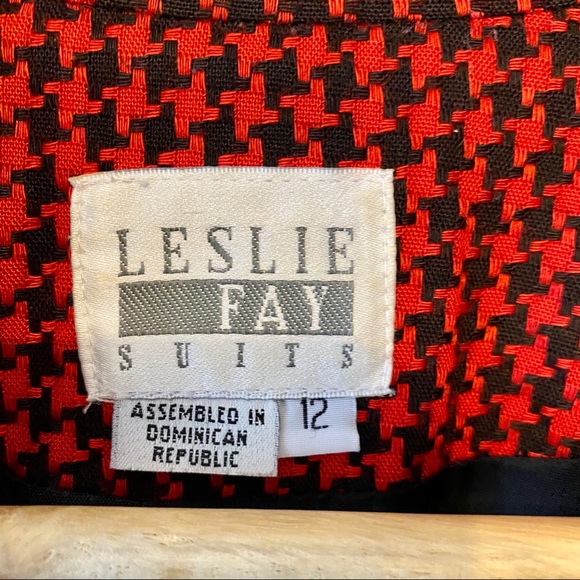 LESLIE
FAY
SUITS
ASSEMBLED IN
DOMINICAN
REPUBLIC
12